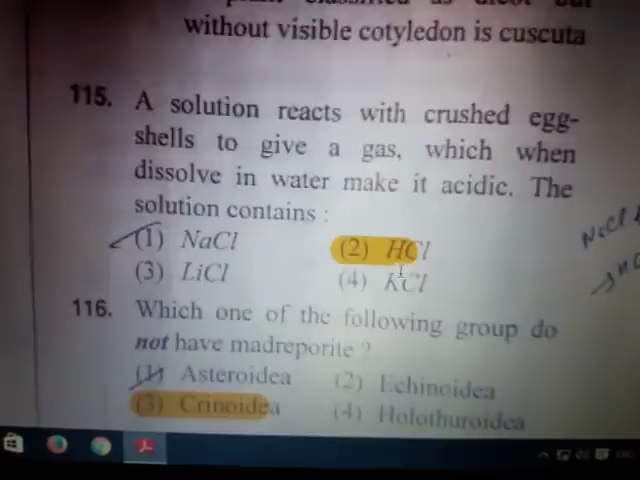 without visible cotyledon is cuscuta
115. A solution reacts with crushed egg-
shells to give a gas, which when
dissolve in water make it acidic. The
solution contains :
(1) NaCl (2) HCl
(3) LiCl (4) KCl
116. Which one of the following group do
not have madreporite ?
(1) Asteroidea (2) Echinoidea
(3) Crinoidea (4) Holothuroidea